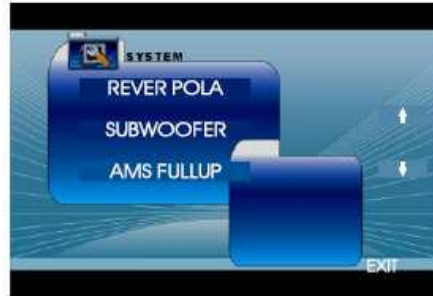 SYSTEM
REVER POLA
SUBWOOFER
AMS FULLUP
EXIT